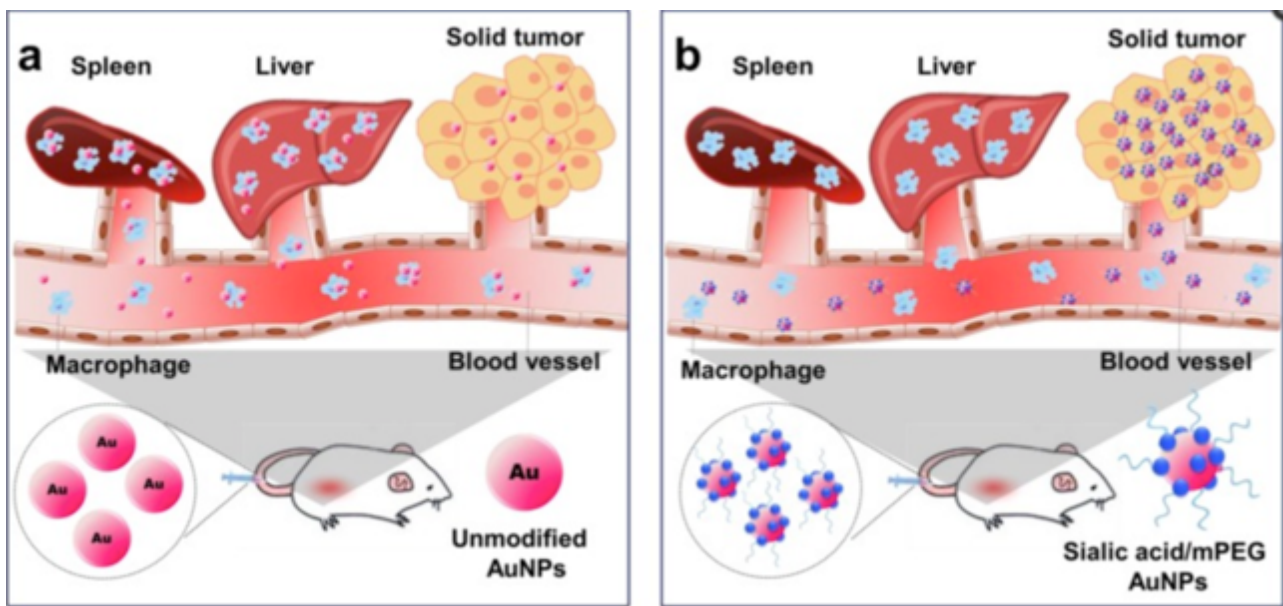 a
Spleen
Liver
Solid tumor
Macrophage
Blood vessel
Au
Au
Au
Au
Au
Unmodified
AuNPs
b
Spleen
Liver
Solid tumor
Macrophage
Blood vessel
Sialic acid/mPEG
AuNPs